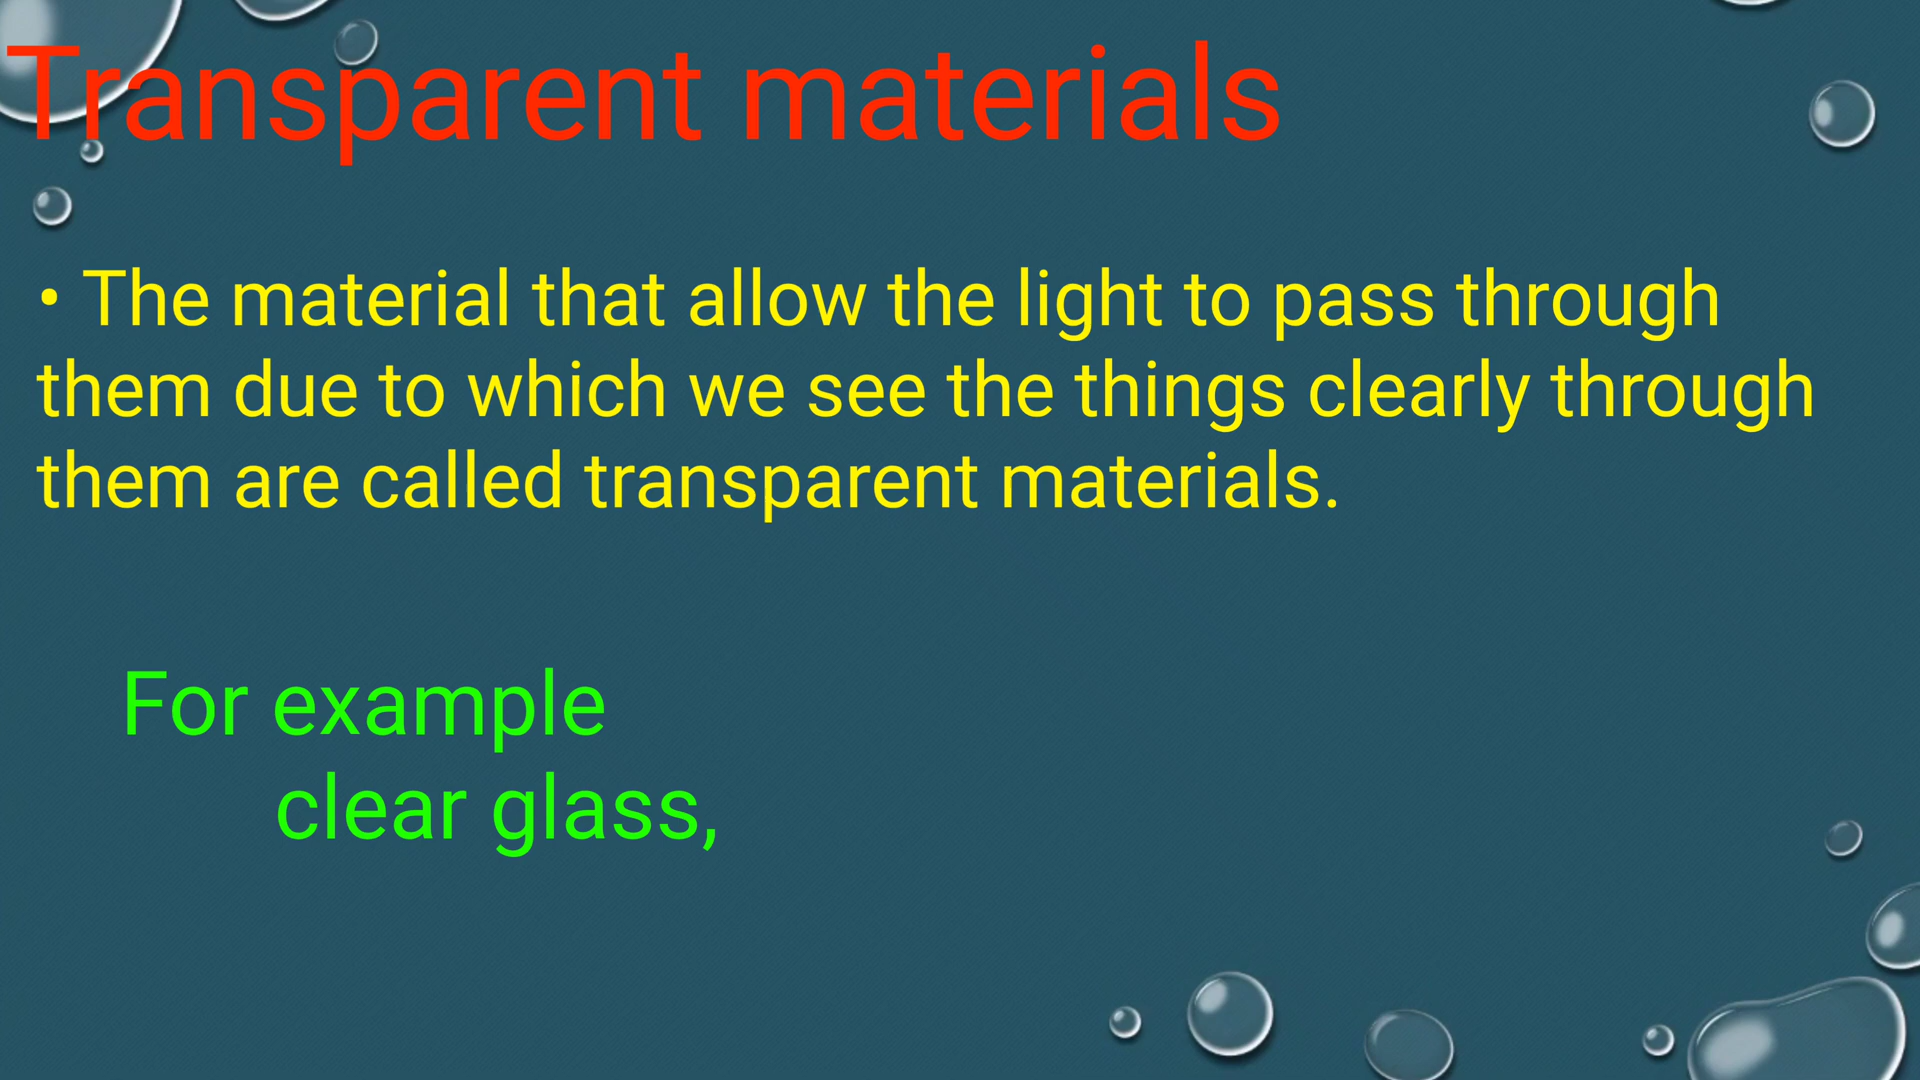 Transparent materials
• The material that allow the light to pass through
them due to which we see the things clearly through
them are called transparent materials.
For example
clear glass,